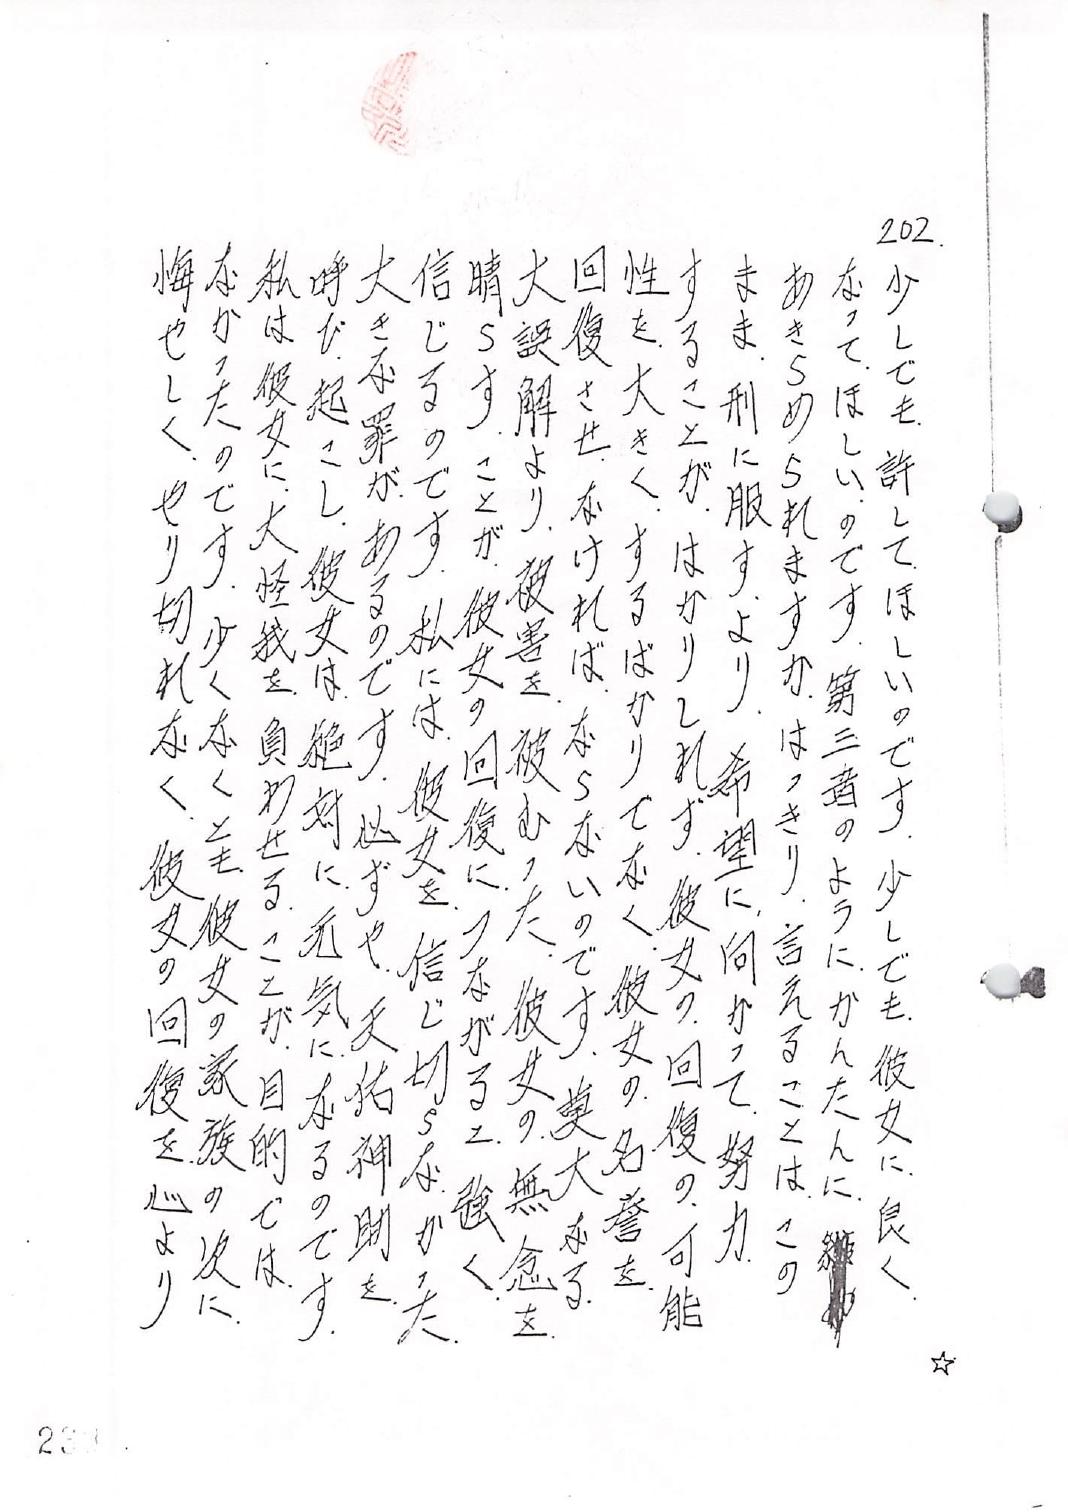 202.
少しでも.許して.ほしいのです.少しでも.彼女に.良く.
なって.ほしい.のです.第三者のように.かんたんに.
あきらめられますか.はっきり.言えることは.この
まま.刑に服す.より.希望に.向かって.努力.
することが.はかりしれず.彼女の.回復の.可能
性を.大きく.するばかりでなく.彼女の.名誉を.
回復させ.なければ.ならないのです.莫大なる.
大誤解より.被害を.被むった.彼女の.無念を.
晴らす.ことが.彼女の回復に.つながると.強く.
信じるのです.私には.彼女を.信じ切らなかった.
大きな罪が.あるのです.必ずや.天佑神助を.
呼び.起こし.彼女は.絶対に.元気に.なるのです.
私は彼女に.大怪我を.負わせる.ことが.目的では.
なかったのです.少くなくとも.彼女の家族の次に.
悔やしく.やり切れなく.彼女の回復を.心より
☆
23